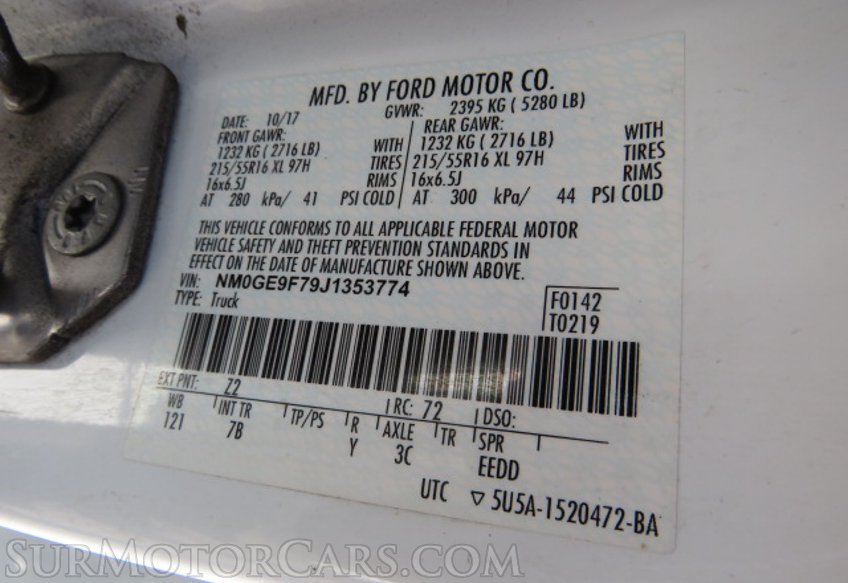 MFD. BY FORD MOTOR CO.
DATE: 10/17 GVWR: 2395 KG ( 5280 LB)
FRONT GAWR: REAR GAWR:
1232 KG ( 2716 LB) WITH 1232 KG ( 2716 LB) WITH
215/55R16 XL 97H TIRES 215/55R16 XL 97H TIRES
16x6.5J RIMS 16x6.5J RIMS
AT 280 kPa/ 41 PSI COLD AT 300 kPa/ 44 PSI COLD
THIS VEHICLE CONFORMS TO ALL APPLICABLE FEDERAL MOTOR
VEHICLE SAFETY AND THEFT PREVENTION STANDARDS IN
EFFECT ON THE DATE OF MANUFACTURE SHOWN ABOVE.
VIN: NM0GE9F79J1353774
TYPE: Truck
F0142
T0219
EXT PNT: Z2 RC: 72 DSO:
WB INT TR TP/PS R AXLE TR SPR
121 7B Y 3C EEDD
UTC ▽ 5U5A-1520472-BA
SurMotorCars.com